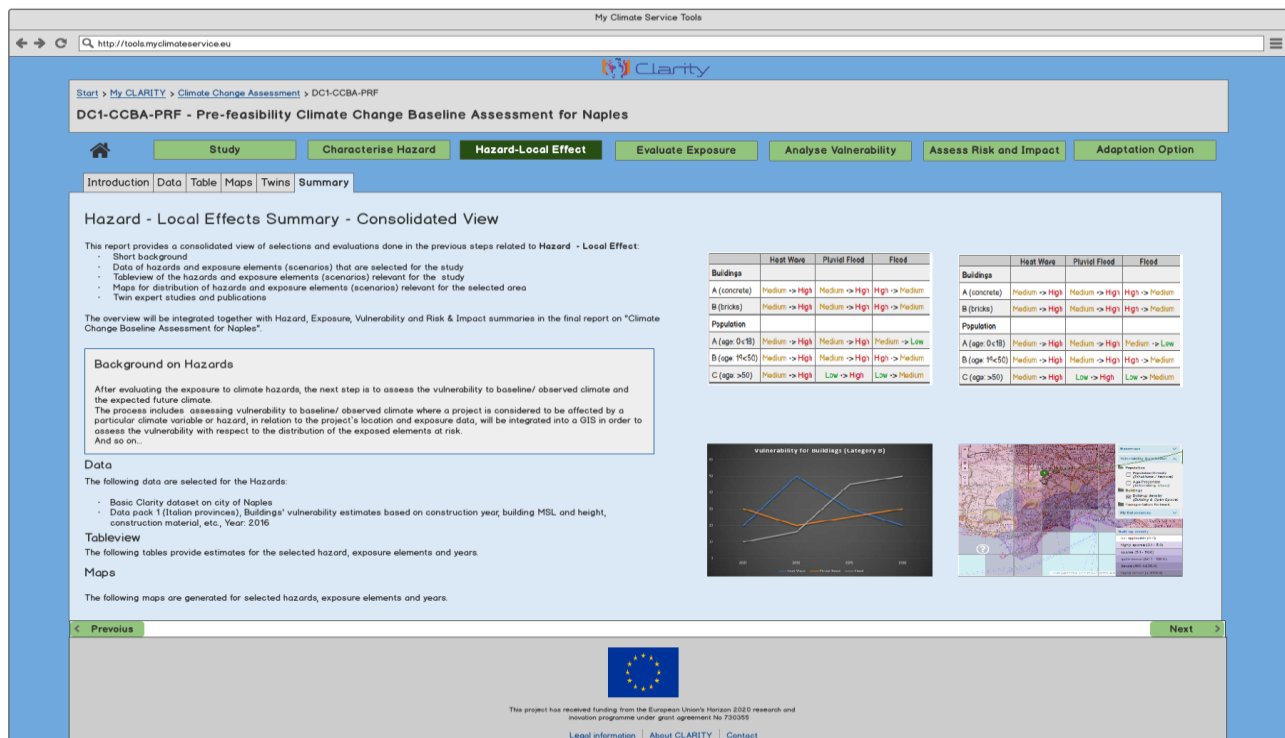 My Climate Service Tools
http://tools.myclimateservice.eu
Clarity
Start > My CLARITY > Climate Change Assessment > DC1-CCBA-PRF
DC1-CCBA-PRF - Pre-feasibility Climate Change Baseline Assessment for Naples
Study Characterise Hazard Hazard-Local Effect Evaluate Exposure Analyse Valnerability Assess Risk and Impact Adaptation Option
Introduction Data Table Maps Twins Summary
Hazard - Local Effects Summary - Consolidated View
This report provides a consolidated view of selections and evaluations done in the previous steps related to Hazard - Local Effect:
· Short background
· Data of hazards and exposure elements (scenarios) that are selected for the study
· Tableview of the hazards and exposure elements (scenarios) relevant for the study
· Maps for distribution of hazards and exposure elements (scenarios) relevant for the selected area
· Twin expert studies and publications
The overview will be integrated together with Hazard, Exposure, Vulnerability and Risk & Impact summaries in the final report on "Climate
Change Baseline Assessment for Naples".
Background on Hazards
After evaluating the exposure to climate hazards, the next step is to assess the vulnerability to baseline/ observed climate and
the expected future climate.
The process includes assessing vulnerability to baseline/ observed climate where a project is considered to be affected by a
particular climate variable or hazard, in relation to the project's location and exposure data, will be integrated into a GIS in order to
assess the vulnerability with respect to the distribution of the exposed elements at risk.
And so on...
Data
The following data are selected for the Hazards:
· Basic Clarity dataset on city of Naples
· Data pack 1 (Italian provinces), Buildings' vulnerability estimates based on construction year, building MSL and height,
construction material, etc., Year: 2016
Tableview
The following tables provide estimates for the selected hazard, exposure elements and years.
Maps
The following maps are generated for selected hazards, exposure elements and years.
Heat Wave Pluvial Flood Flood
Buildings
A (concrete) Medium -> High Medium -> High High -> Medium
B (bricks) Medium -> High Medium -> High High -> Medium
Population
A (age: 0<18) Medium -> High Medium -> High Medium -> Low
B (age: 19<50) Medium -> High Medium -> High High -> Medium
C (age: >50) Medium -> High Low -> High Low -> Medium
Heat Wave Pluvial Flood Flood
Buildings
A (concrete) Medium -> High Medium -> High High -> Medium
B (bricks) Medium -> High Medium -> High High -> Medium
Population
A (age: 0<18) Medium -> High Medium -> High Medium -> Low
B (age: 19<50) Medium -> High Medium -> High High -> Medium
C (age: >50) Medium -> High Low -> High Low -> Medium
Vulnerability for Buildings (Category B)
Heat Wave Pluvial Flood Flood
Population
Buildings
< Prevoius
Next >
This project has received funding from the European Union's Horizon 2020 research and
inovation programme under grant agreement No 730355
Legal information | About CLARITY | Contact